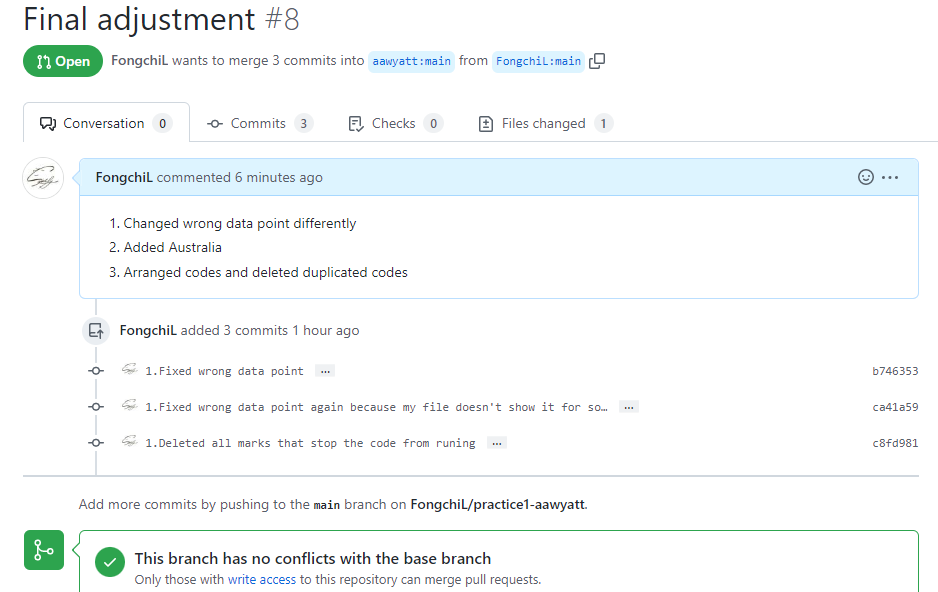 Final adjustment #8
Open FongchiL wants to merge 3 commits into aawyatt:main from FongchiL:main
Conversation 0 Commits 3 Checks 0 Files changed 1
FongchiL commented 6 minutes ago
1. Changed wrong data point differently
2. Added Australia
3. Arranged codes and deleted duplicated codes
FongchiL added 3 commits 1 hour ago
1.Fixed wrong data point ... b746353
1.Fixed wrong data point again because my file doesn't show it for so… ... ca41a59
1.Deleted all marks that stop the code from runing ... c8fd981
Add more commits by pushing to the main branch on FongchiL/practice1-aawyatt.
This branch has no conflicts with the base branch
Only those with write access to this repository can merge pull requests.